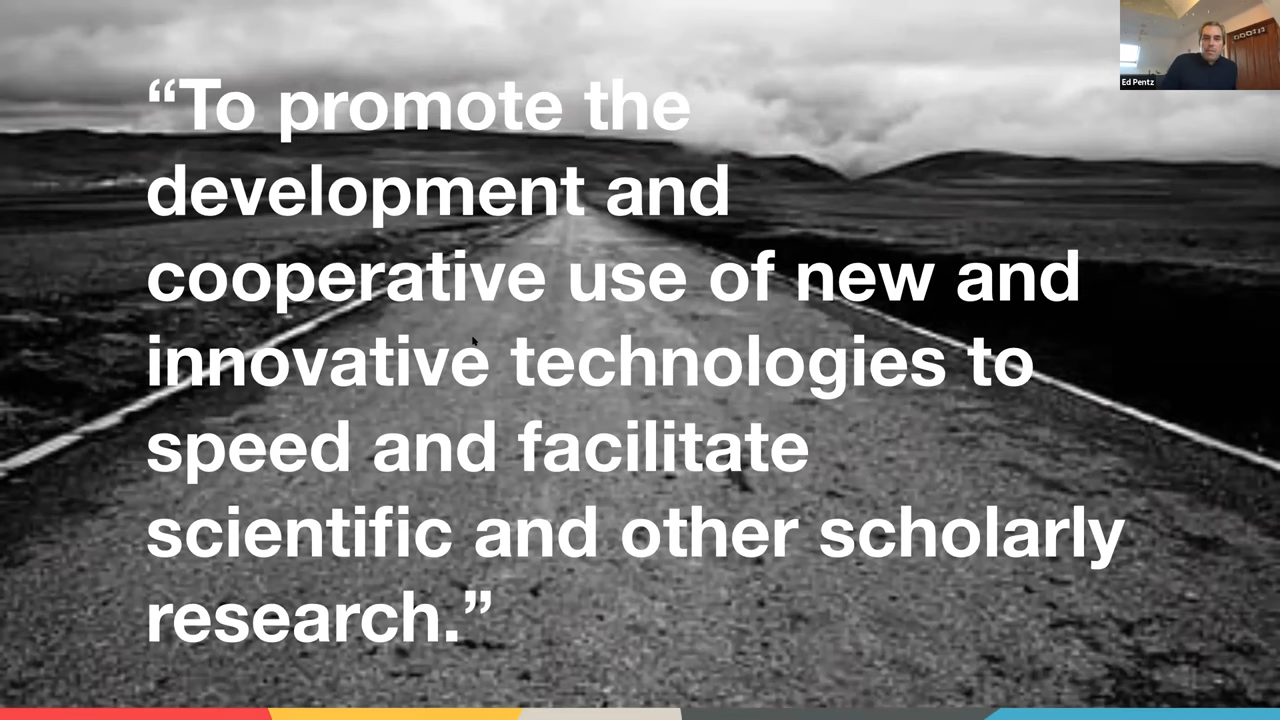 “To promote the
development and
cooperative use of new and
innovative technologies to
speed and facilitate
scientific and other scholarly
research.”
Ed Pentz